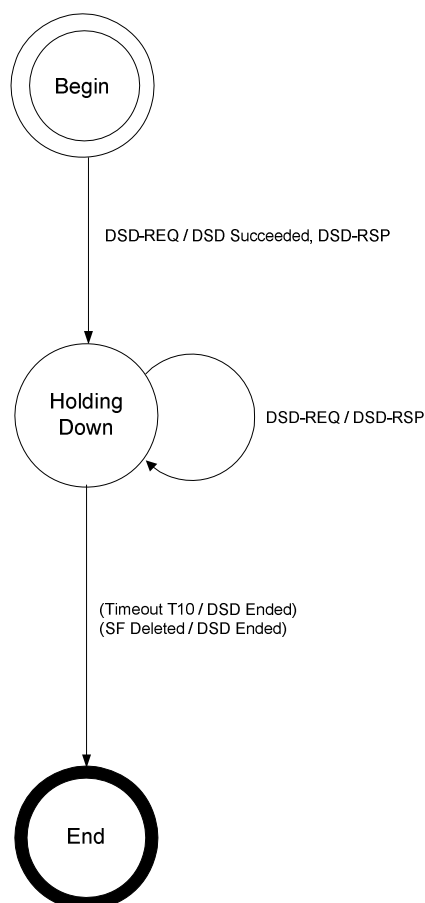 Begin
DSD-REQ / DSD Succeeded, DSD-RSP
Holding
Down
DSD-REQ / DSD-RSP
(Timeout T10 / DSD Ended)
(SF Deleted / DSD Ended)
End